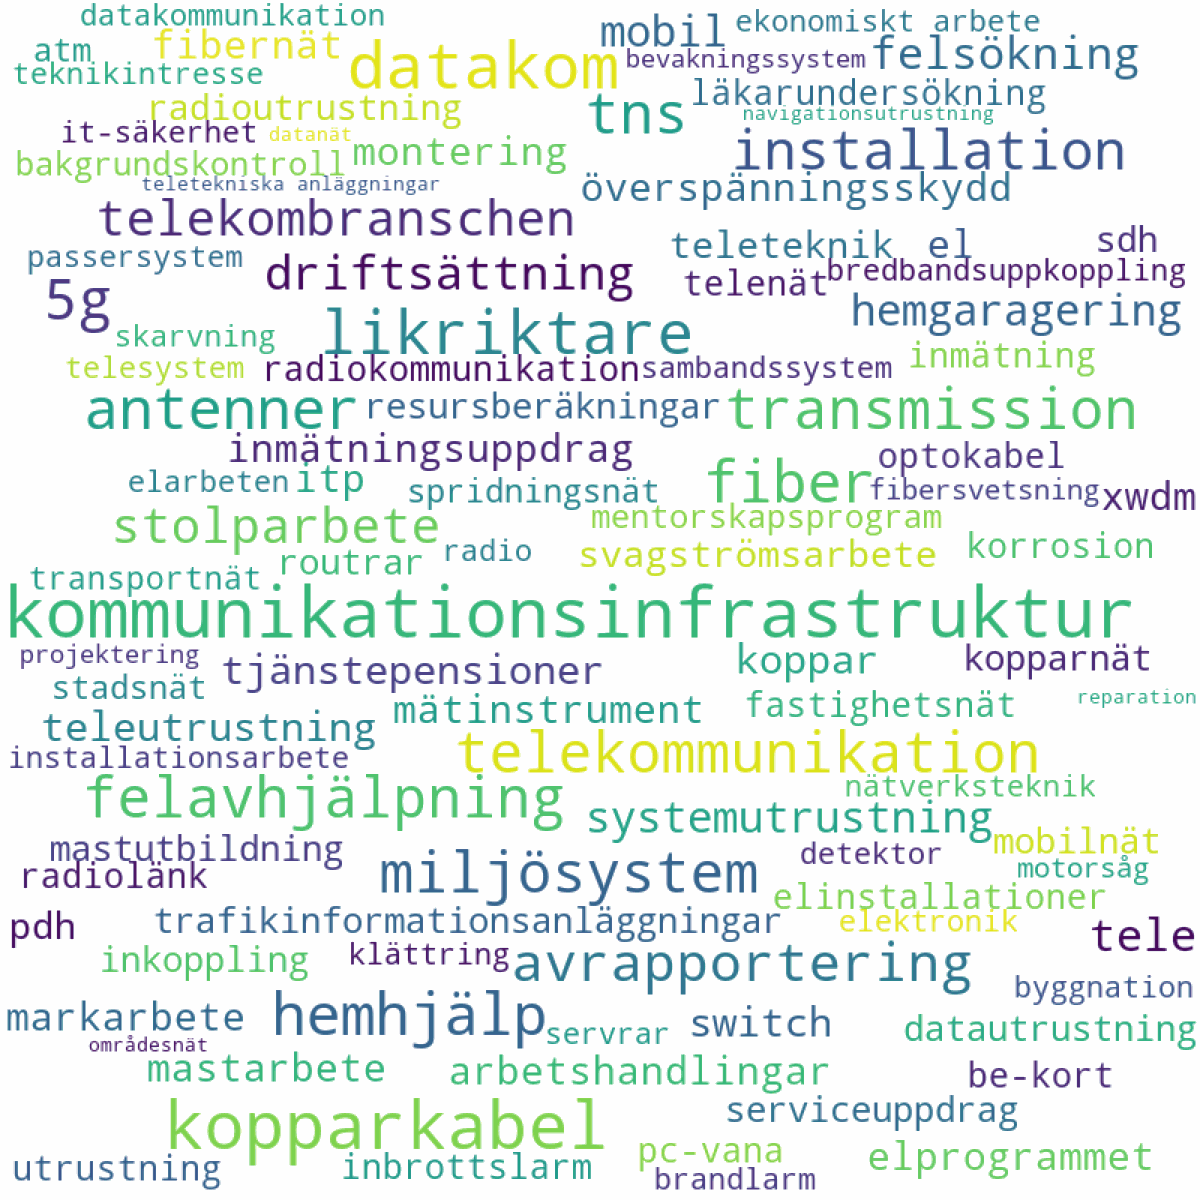 datakommunikation
mobil
ekonomiskt arbete
atm
fibernät
datakom
bevakningssystem
felsökning
teknikintresse
läkarundersökning
radioutrustning
tns
navigationsutrustning
it-säkerhet
datanät
installation
bakgrundskontroll
montering
teletekniska anläggningar
överspänningsskydd
telekombranschen
teleteknik
el
sdh
passersystem
driftsättning
telenät
bredbandsuppkoppling
5g
hemgaragering
skarvning
likriktare
telesystem
radiokommunikation
sambandssystem
inmätning
antenner
resursberäkningar
transmission
inmätningsuppdrag
optokabel
elarbeten
itp
spridningsnät
fiber
fibersvetsning
xwdm
stolparbete
mentorskapsprogram
routrar
radio
svagströmsarbete
korrosion
transportnät
kommunikationsinfrastruktur
projektering
tjänstepensioner
koppar
kopparnät
stadsnät
mätinstrument
fastighetsnät
reparation
teleutrustning
telekommunikation
installationsarbete
felavhjälpning
nätverksteknik
systemutrustning
mastutbildning
detektor
mobilnät
radiolänk
miljösystem
motorsåg
elinstallationer
pdh
trafikinformationsanläggningar
elektronik
tele
inkoppling
klättring
avrapportering
byggnation
markarbete
hemhjälp
servrar
switch
datautrustning
områdesnät
mastarbete
arbetshandlingar
be-kort
kopparkabel
serviceuppdrag
utrustning
inbrottslarm
pc-vana
elprogrammet
brandlarm